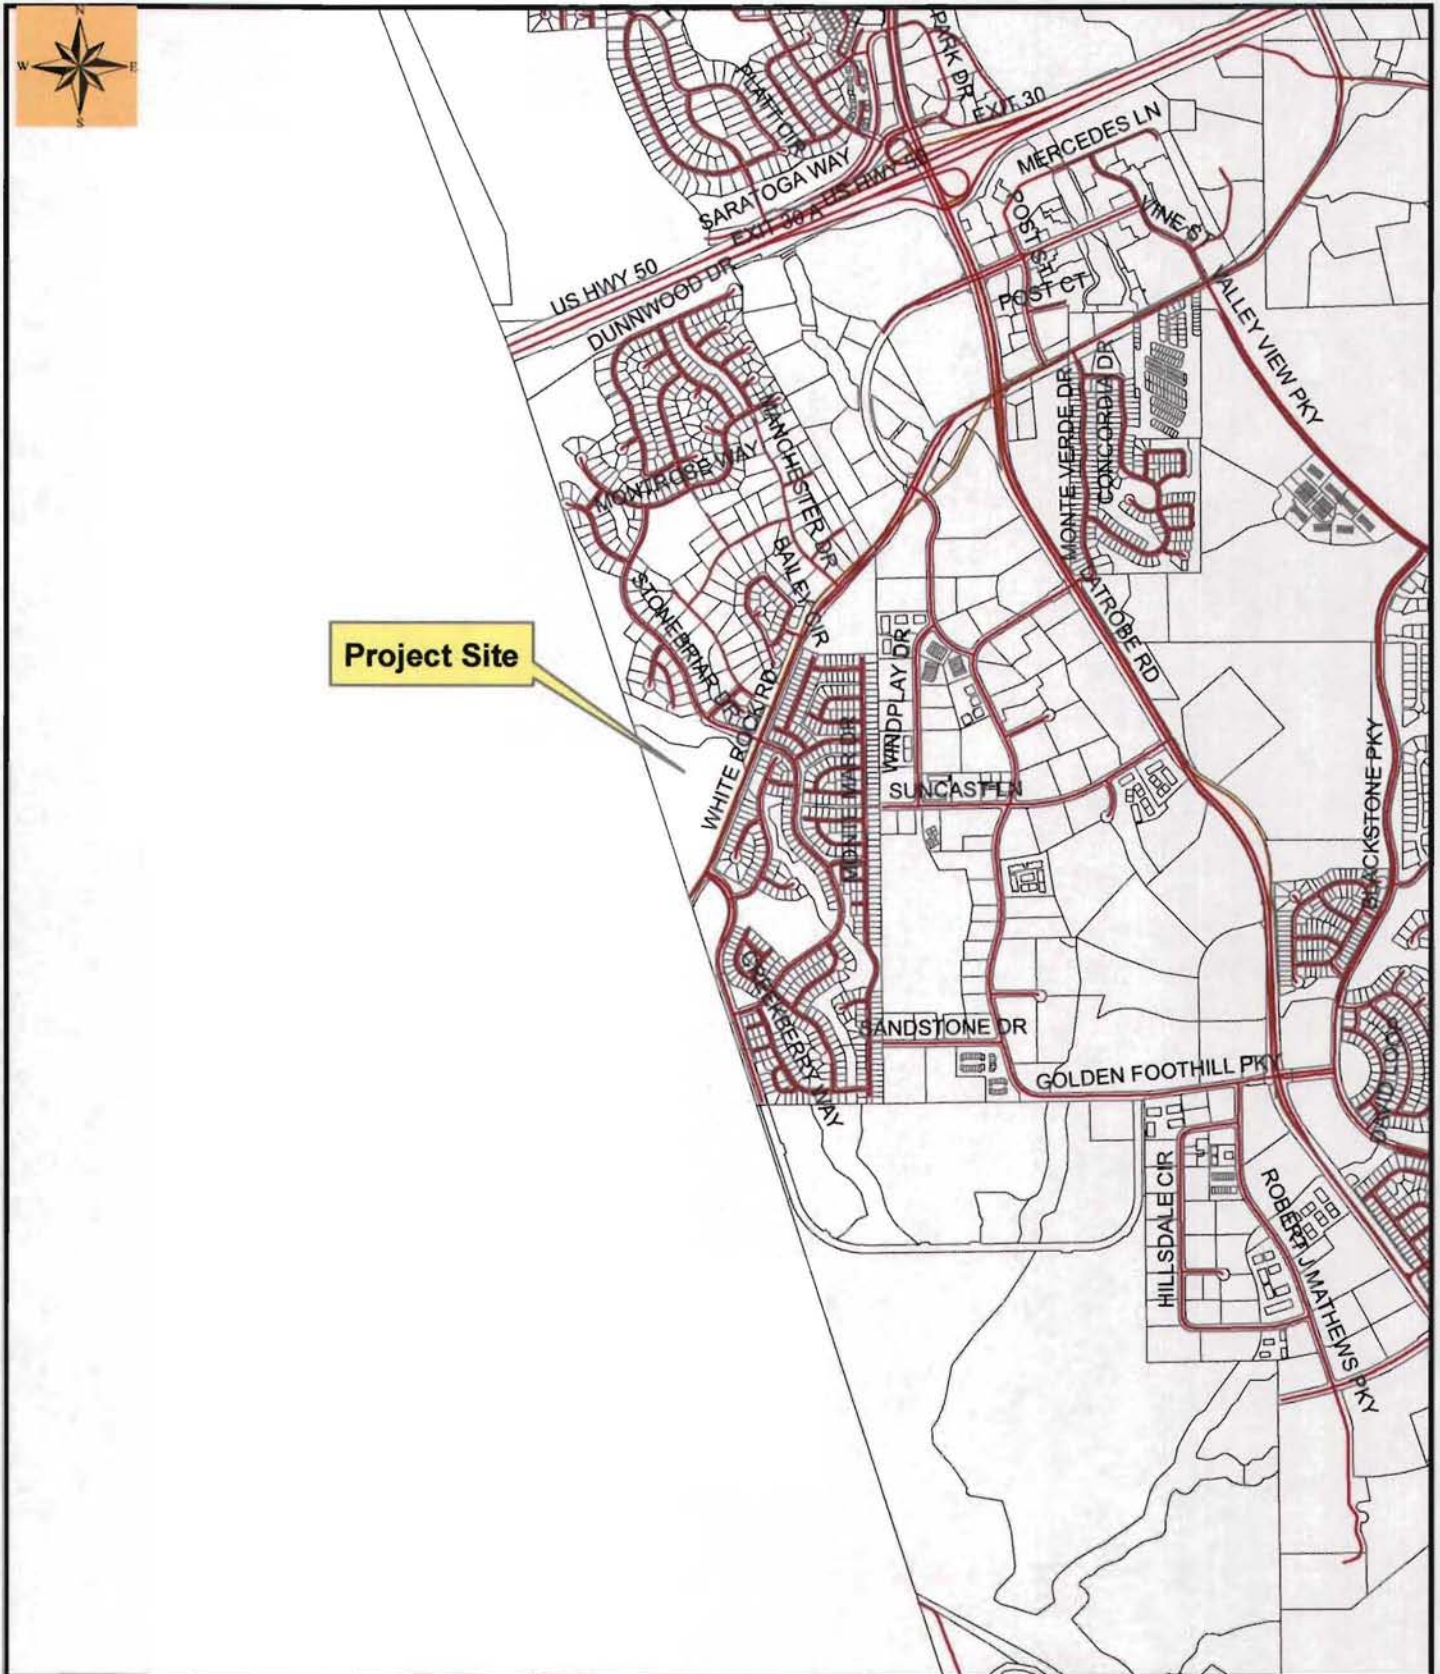 N
W E
S
PARK DR
PLATT CIR
EXIT 30
MERCEDES LN
SARATOGA WAY
EXIT 30 A US HWY 50
POST ST
VINE ST
US HWY 50
DUNNWOOD DR
POST CT
VALLEY VIEW PKY
MANCHESTER DR
MONTE VERDE DR
CONCORDIA DR
MONTROSE WAY
BAILEY CIR
STONEBRIAR DR
LATROBE RD
Project Site
WHITE ROCK RD
WINDPLAY DR
MONTE MAR DR
SUNCAST LN
BLACKSTONE PKY
CREEKBERRY WAY
SANDSTONE DR
GOLDEN FOOTHILL PKY
HILLSDALE CIR
ROBERT J MATHEWS PKY